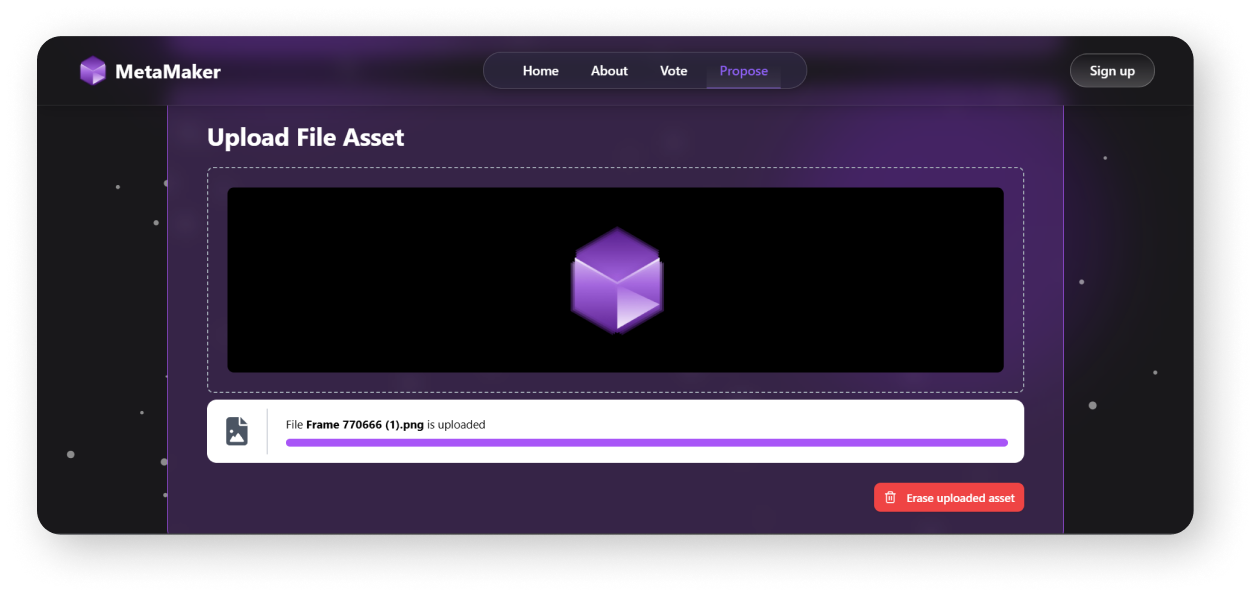 MetaMaker
Home About Vote Propose
Sign up
Upload File Asset
File Frame 770666 (1).png is uploaded
Erase uploaded asset